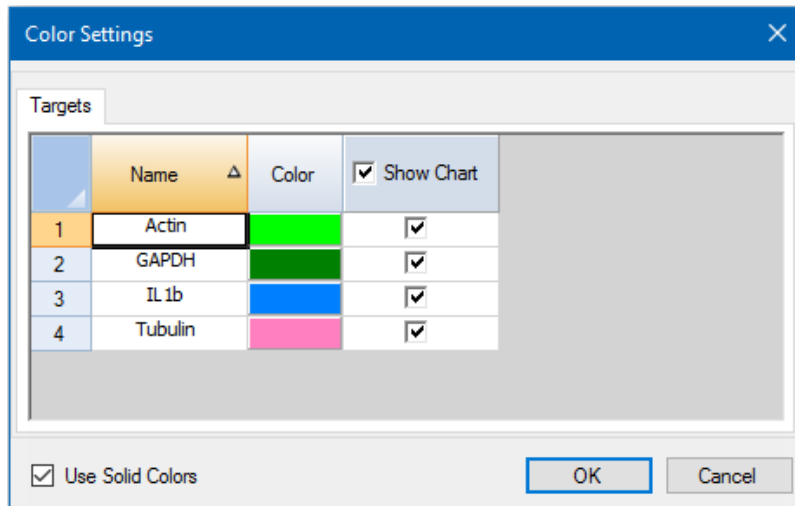 Color Settings
Targets
Name Color Show Chart
1 Actin
2 GAPDH
3 IL1b
4 Tubulin
Use Solid Colors OK Cancel